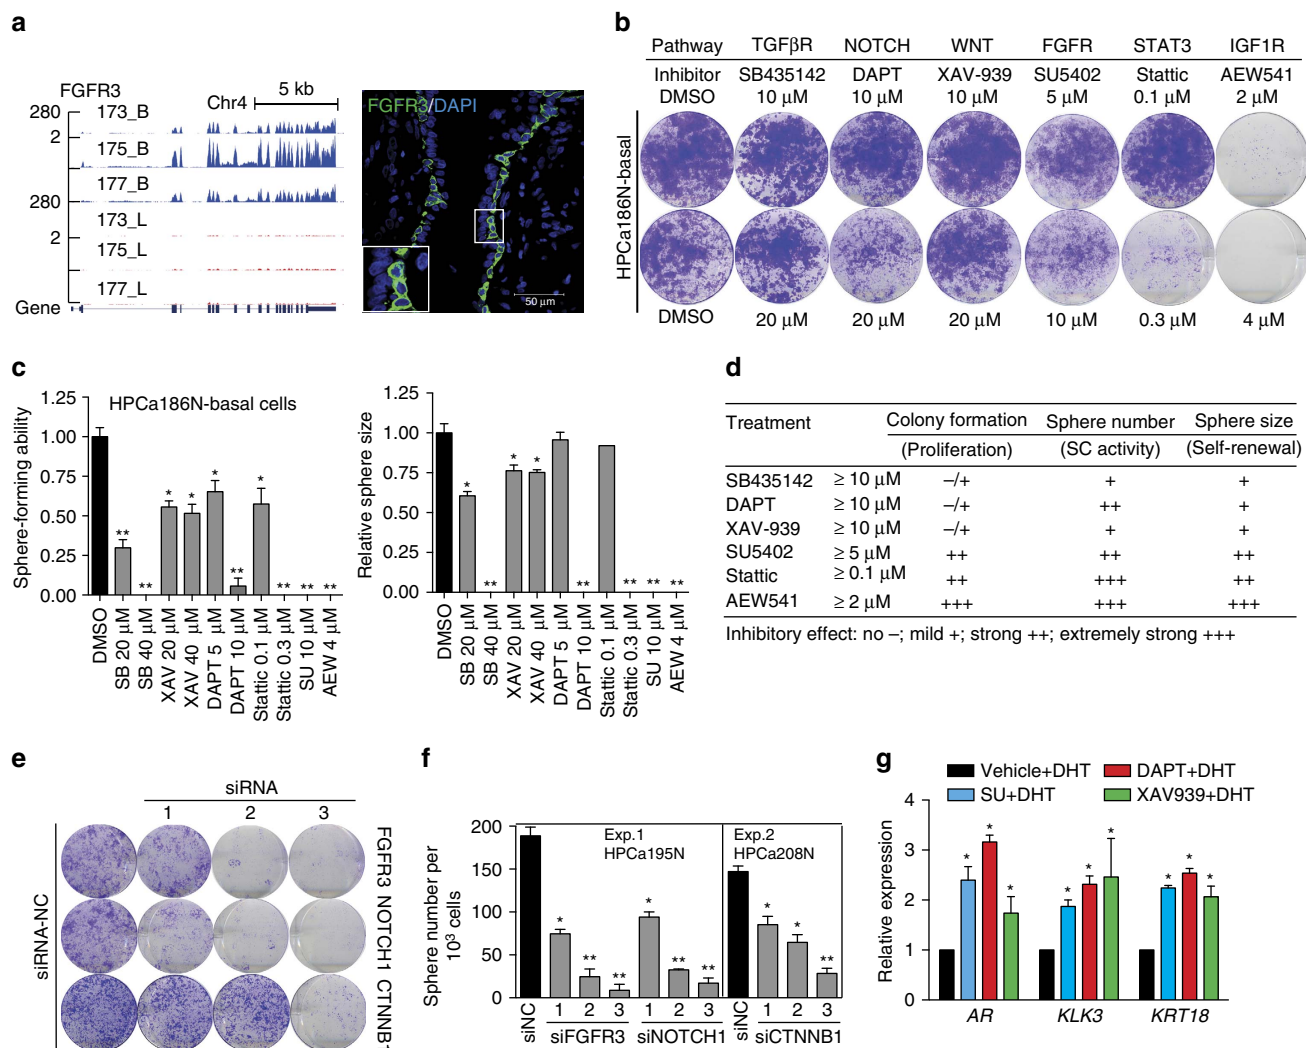 a
FGFR3
Chr4
5 kb
280
2
173_B
175_B
177_B
280
2
173_L
175_L
177_L
Gene
FGFR3/DAPI
50 μm
b
Pathway TGFβR NOTCH WNT FGFR STAT3 IGF1R
Inhibitor SB435142 DAPT XAV-939 SU5402 Stattic AEW541
DMSO 10 μM 10 μM 10 μM 5 μM 0.1 μM 2 μM
HPCa186N-basal
DMSO 20 μM 20 μM 20 μM 10 μM 0.3 μM 4 μM
c
HPCa186N-basal cells
Sphere-forming ability
1.25
1.00
0.75
0.50
0.25
0.00
** ** * * * ** * ** ** **
DMSO
SB 20 μM
SB 40 μM
XAV 20 μM
XAV 40 μM
DAPT 5 μM
DAPT 10 μM
Stattic 0.1 μM
Stattic 0.3 μM
SU 10 μM
AEW 4 μM
Relative sphere size
1.25
1.00
0.75
0.50
0.25
0.00
* ** * * ** ** ** **
DMSO
SB 20 μM
SB 40 μM
XAV 20 μM
XAV 40 μM
DAPT 5 μM
DAPT 10 μM
Stattic 0.1 μM
Stattic 0.3 μM
SU 10 μM
AEW 4 μM
d
Treatment Colony formation Sphere number Sphere size
(Proliferation) (SC activity) (Self-renewal)
SB435142 ≥ 10 μM –/+ + +
DAPT ≥ 10 μM –/+ ++ +
XAV-939 ≥ 10 μM –/+ + +
SU5402 ≥ 5 μM ++ ++ ++
Stattic ≥ 0.1 μM ++ +++ ++
AEW541 ≥ 2 μM +++ +++ +++
Inhibitory effect: no –; mild +; strong ++; extremely strong +++
e
siRNA
1 2 3
siRNA-NC
FGFR3 NOTCH1
f
Sphere number per
10³ cells
200
150
100
50
0
Exp.1
HPCa195N
Exp.2
HPCa208N
* ** ** * ** ** * * **
siNC 1 2 3 1 2 3 siNC 1 2 3
siFGFR3 siNOTCH1 siCTNNB1
g
Vehicle+DHT DAPT+DHT
SU+DHT XAV939+DHT
Relative expression
4
3
2
1
0
* * * * * * * * *
AR KLK3 KRT18